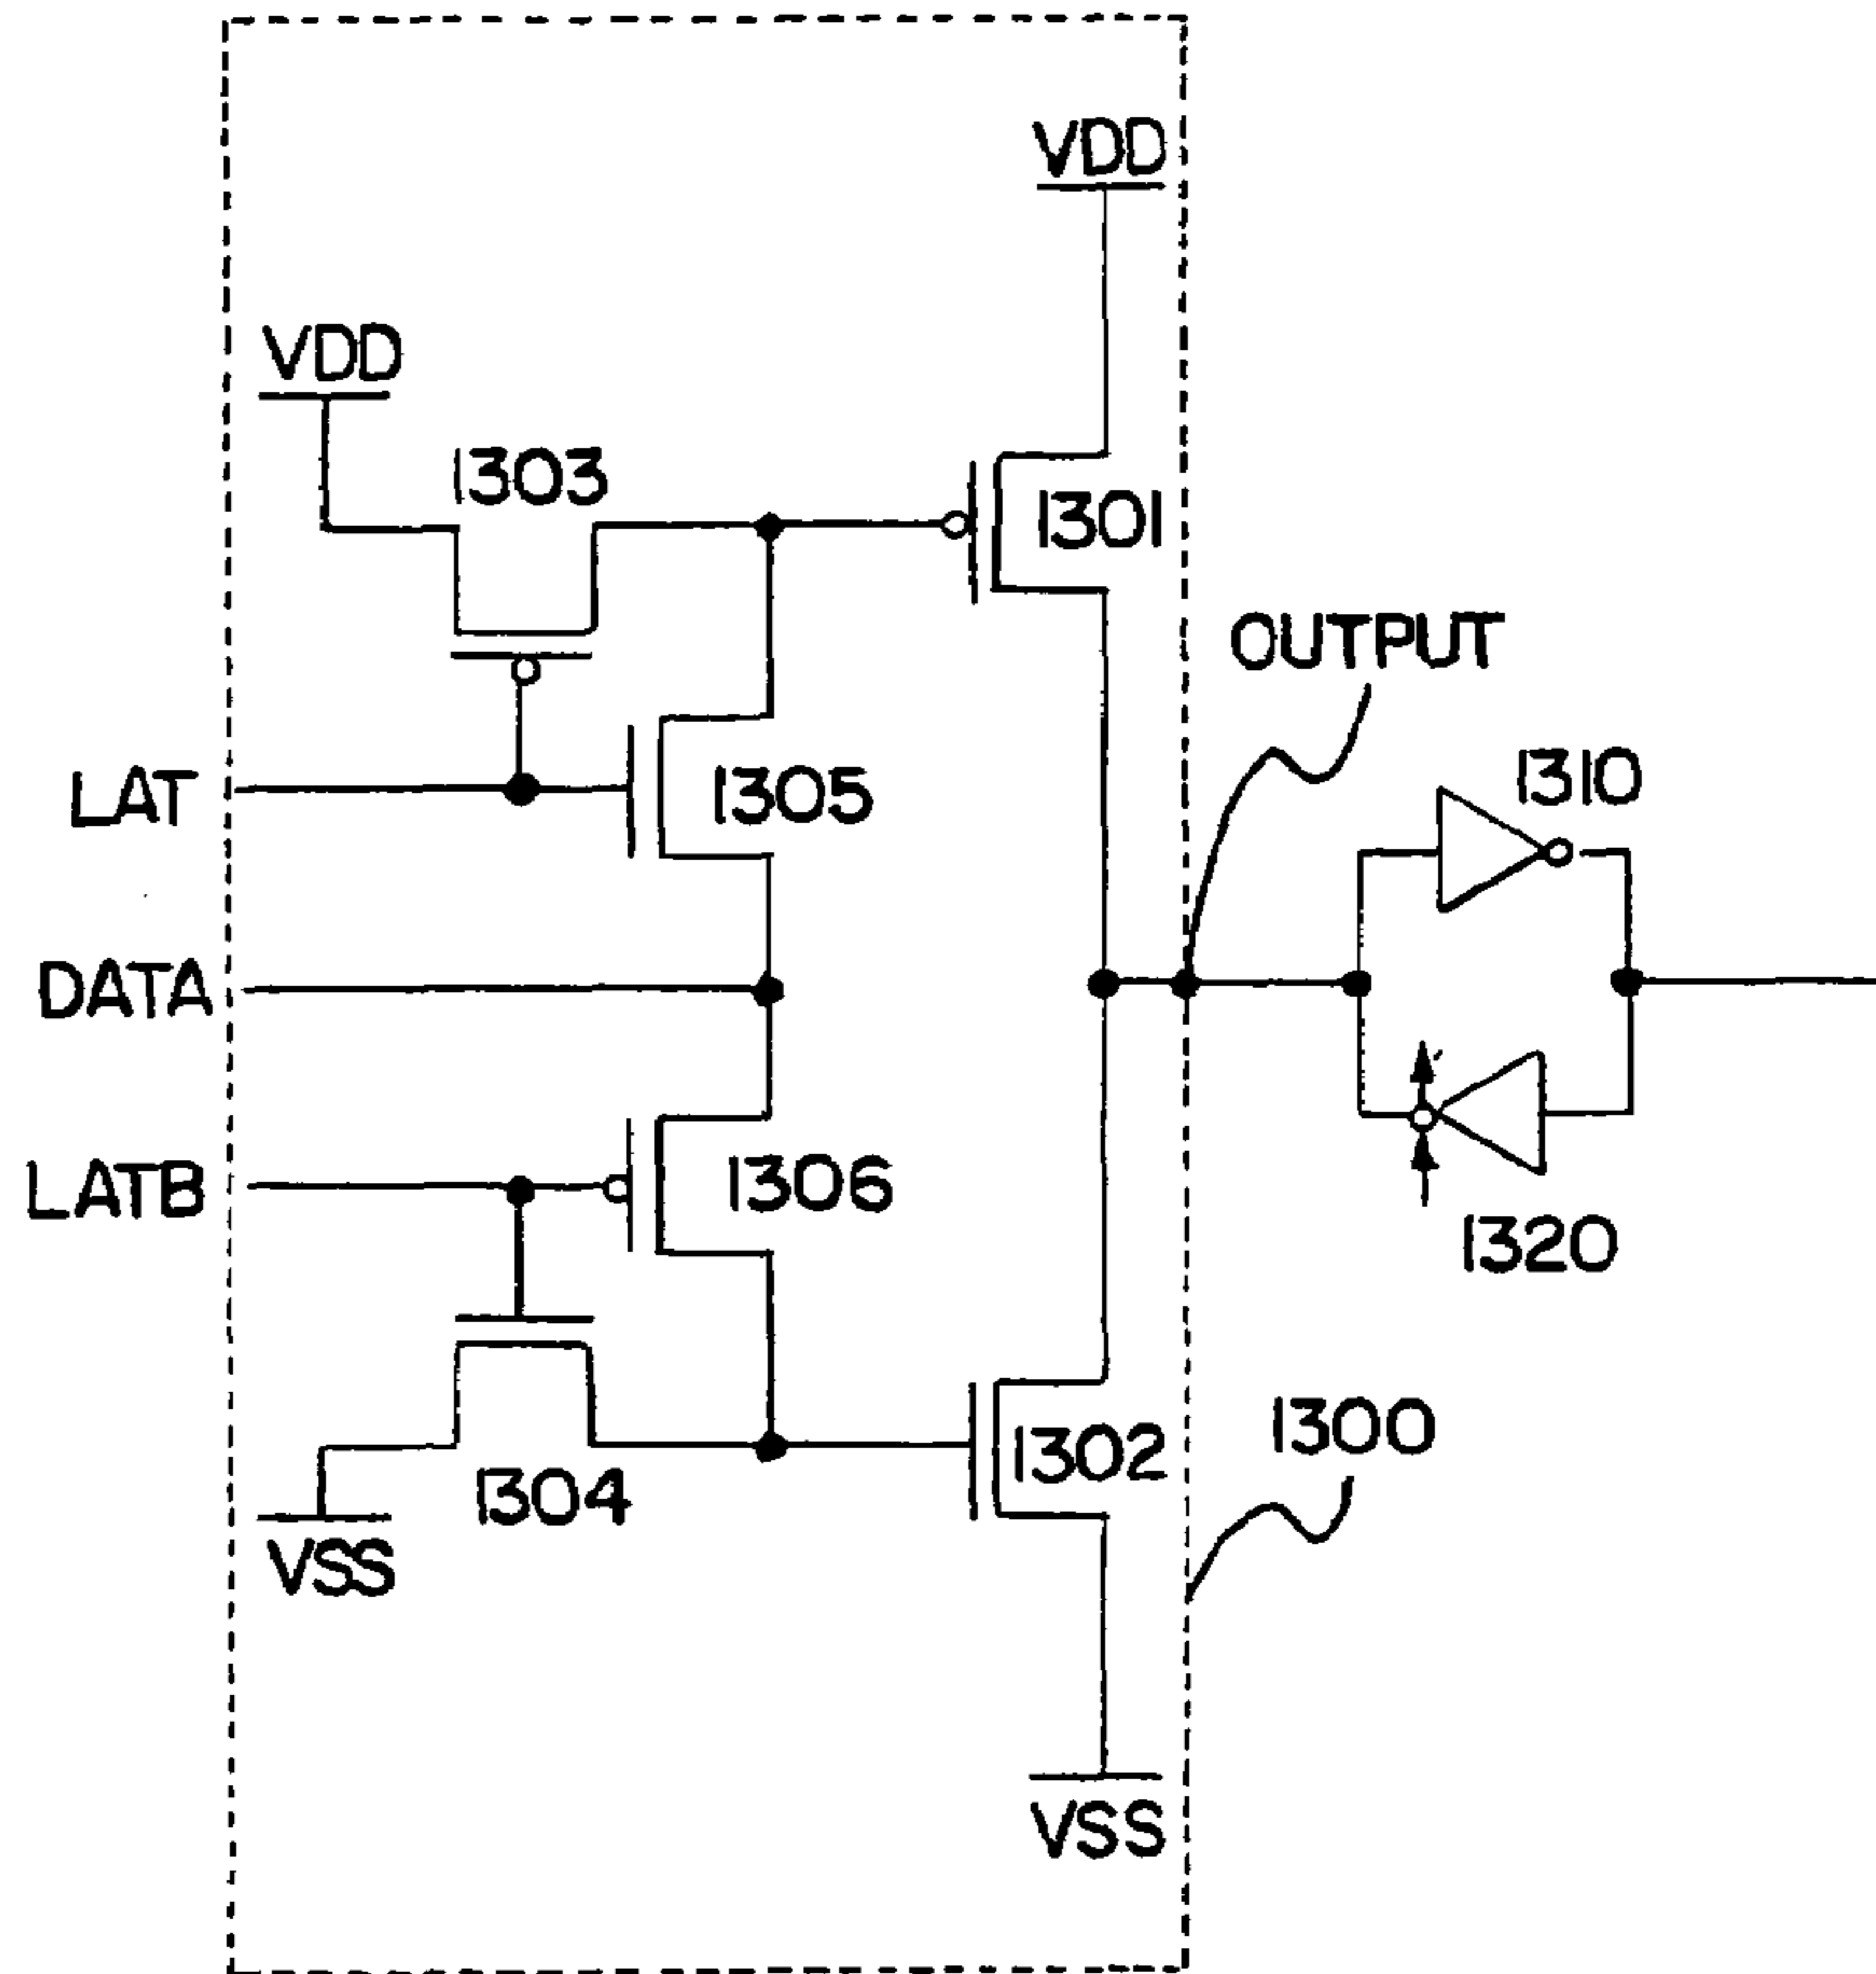 VDD
VDD
1303
1301
OUTPUT
1310
LAT
1305
DATA
LATB
1306
1320
1300
1302
1304
VSS
VSS